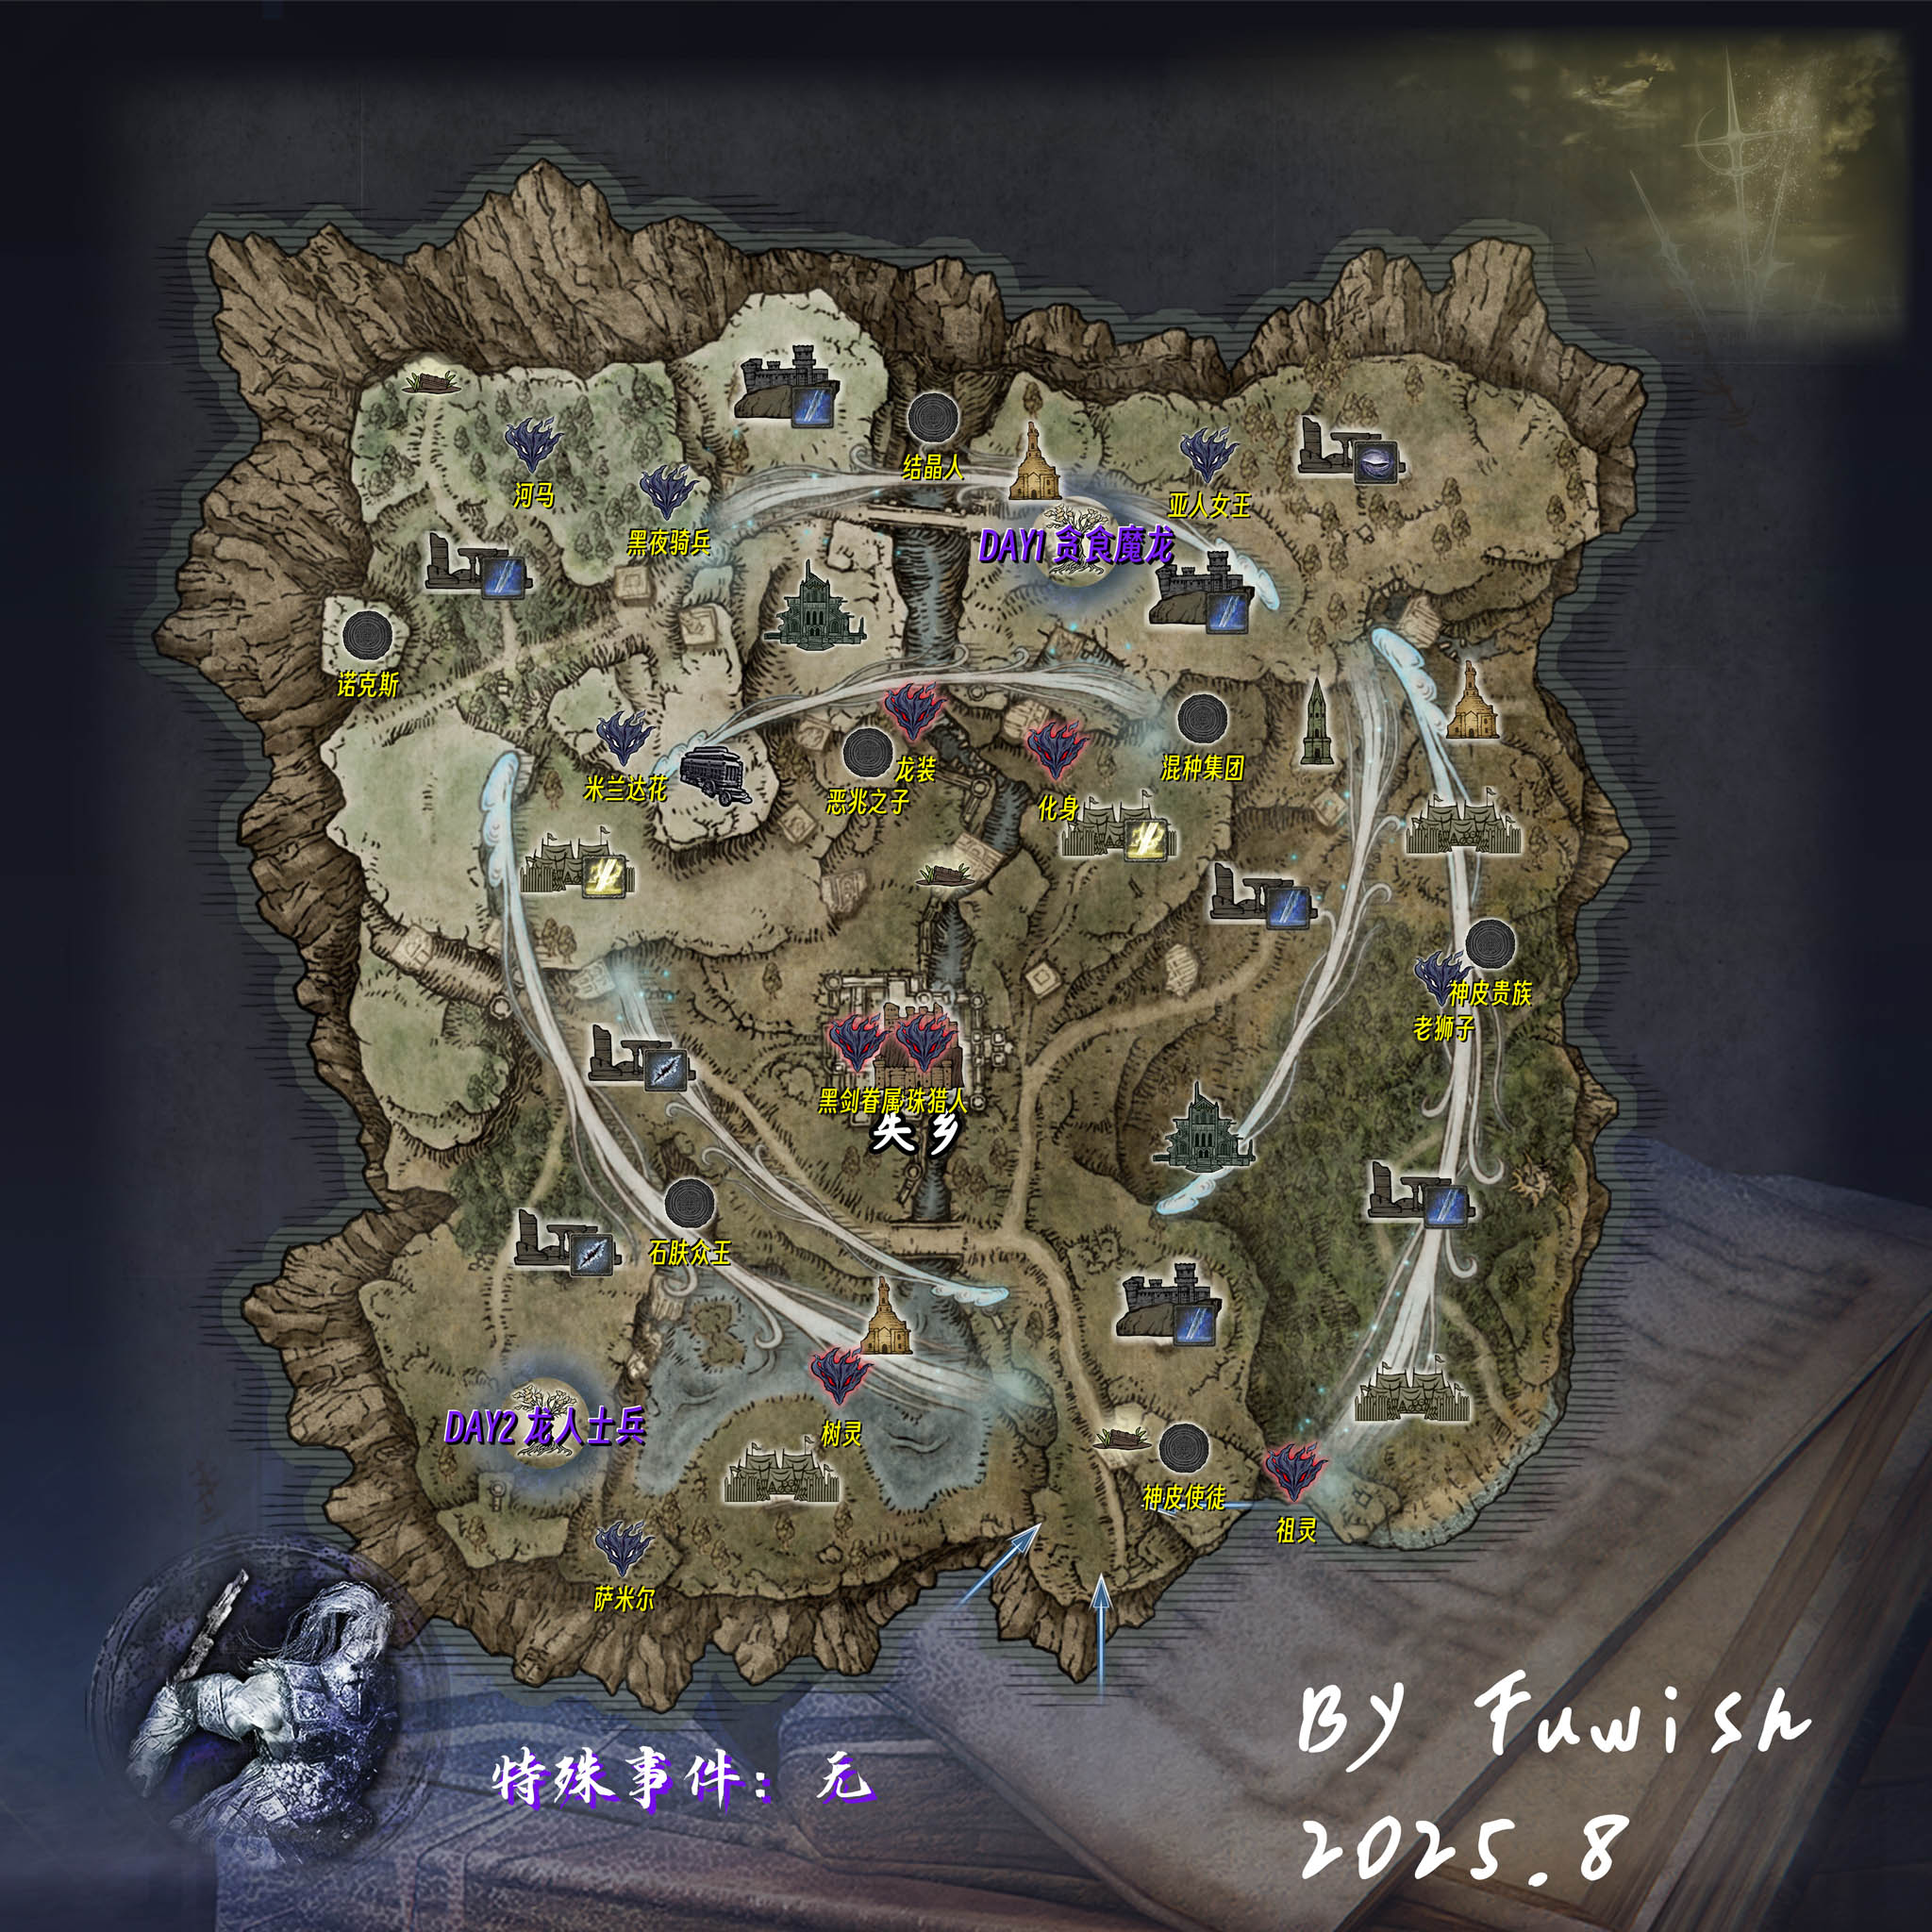 结晶人
河马
亚人女王
黑夜骑兵
DAY1 贪食魔龙
诺克斯
龙装
混种集团
米兰达花
恶兆之子
化身
神皮贵族
老狮子
黑剑眷属
珠猎人
失乡
石肤众王
DAY2 龙人士兵
树灵
神皮使徒
祖灵
萨米尔
特殊事件：无
By Fuwish
2025.8